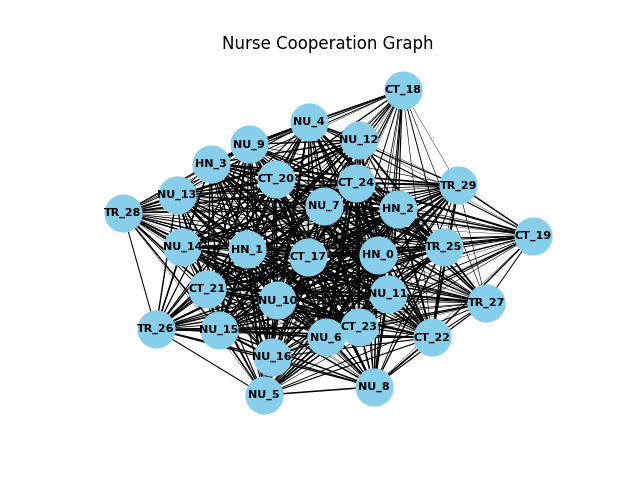 Nurse Cooperation Graph
CT_18
NU_4
NU_12
NU_9
HN_3
CT_20
CT_24
TR_29
NU_13
NU_7
HN_2
TR_28
CT_19
NU_14
HN_1
CT_17
HN_0
TR_25
CT_21
NU_10
NU_11
TR_27
TR_26
NU_15
NU_6
CT_23
CT_22
NU_16
NU_5
NU_8